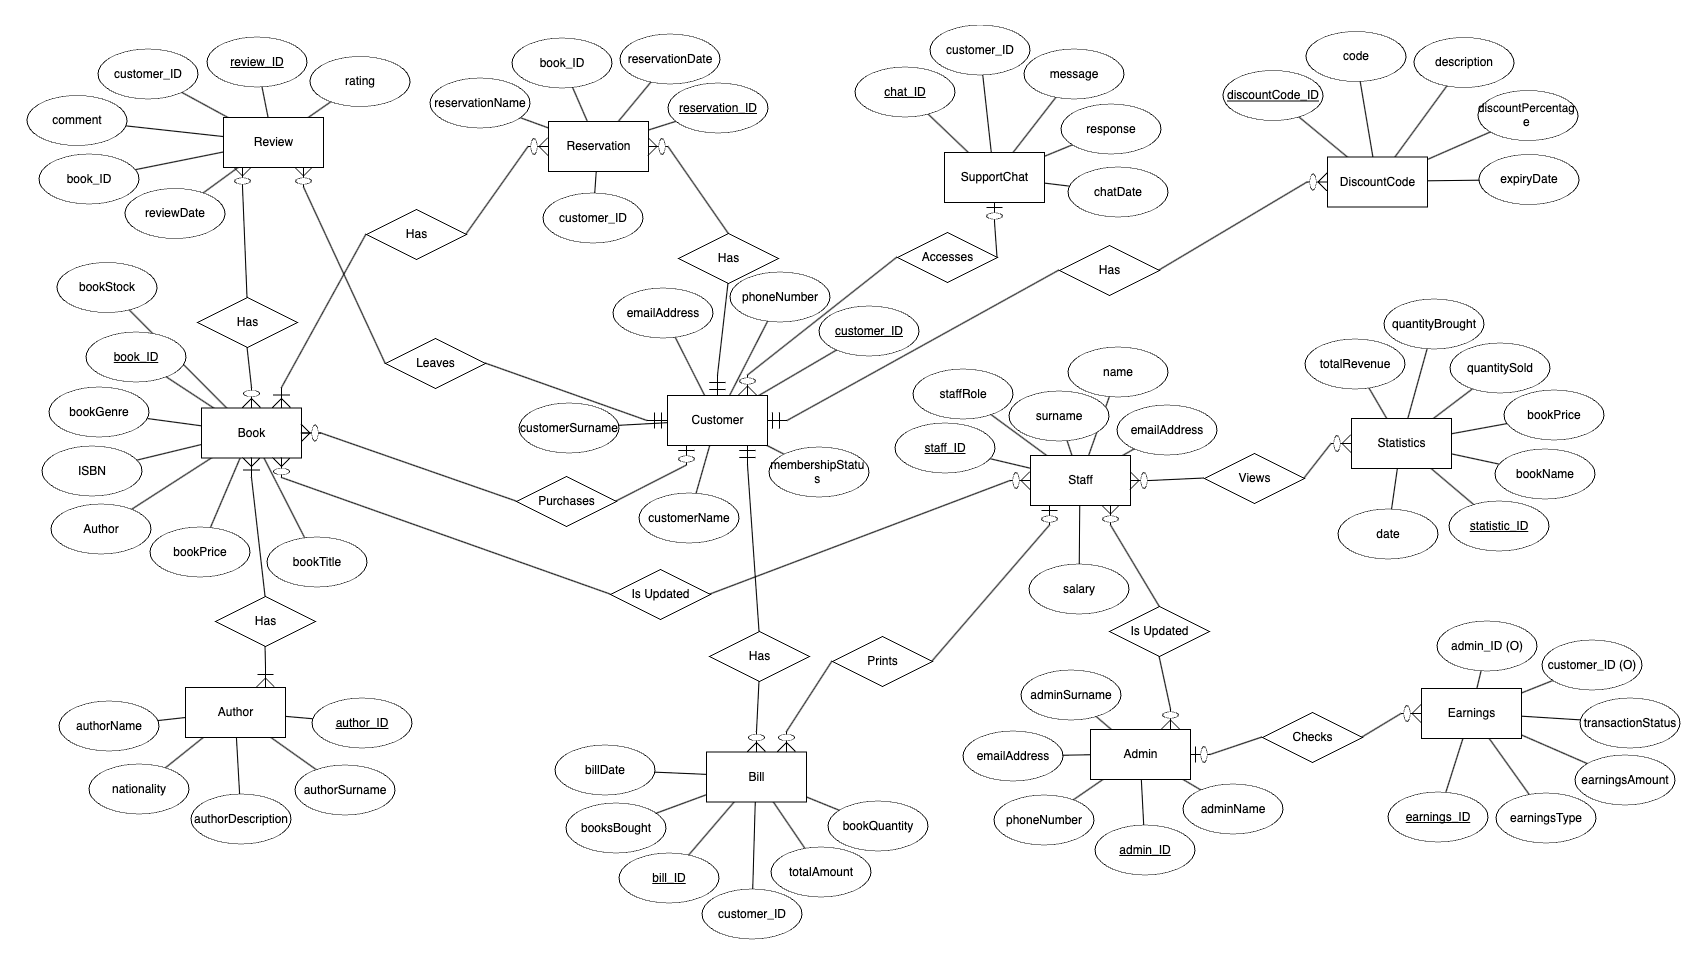 customer_ID
review_ID
rating
comment
Review
book_ID
reviewDate
book_ID
reservationDate
reservationName
reservation_ID
Reservation
customer_ID
customer_ID
chat_ID
message
response
SupportChat
chatDate
code
description
discountCode_ID
discountPercentag
e
DiscountCode
expiryDate
Has
Has
Accesses
Has
Has
Leaves
bookStock
book_ID
bookGenre
Book
ISBN
Author
bookPrice
bookTitle
emailAddress
phoneNumber
customer_ID
Customer
customerSurname
membershipStatu
s
customerName
Purchases
name
staffRole
surname
emailAddress
staff_ID
Staff
salary
Views
quantityBrought
totalRevenue
quantitySold
bookPrice
Statistics
bookName
statistic_ID
date
Is Updated
Is Updated
Has
Has
Prints
authorName
Author
author_ID
nationality
authorSurname
authorDescription
billDate
Bill
booksBought
bookQuantity
bill_ID
totalAmount
customer_ID
adminSurname
emailAddress
Admin
phoneNumber
adminName
admin_ID
Checks
admin_ID (O)
customer_ID (O)
Earnings
transactionStatus
earningsAmount
earnings_ID
earningsType